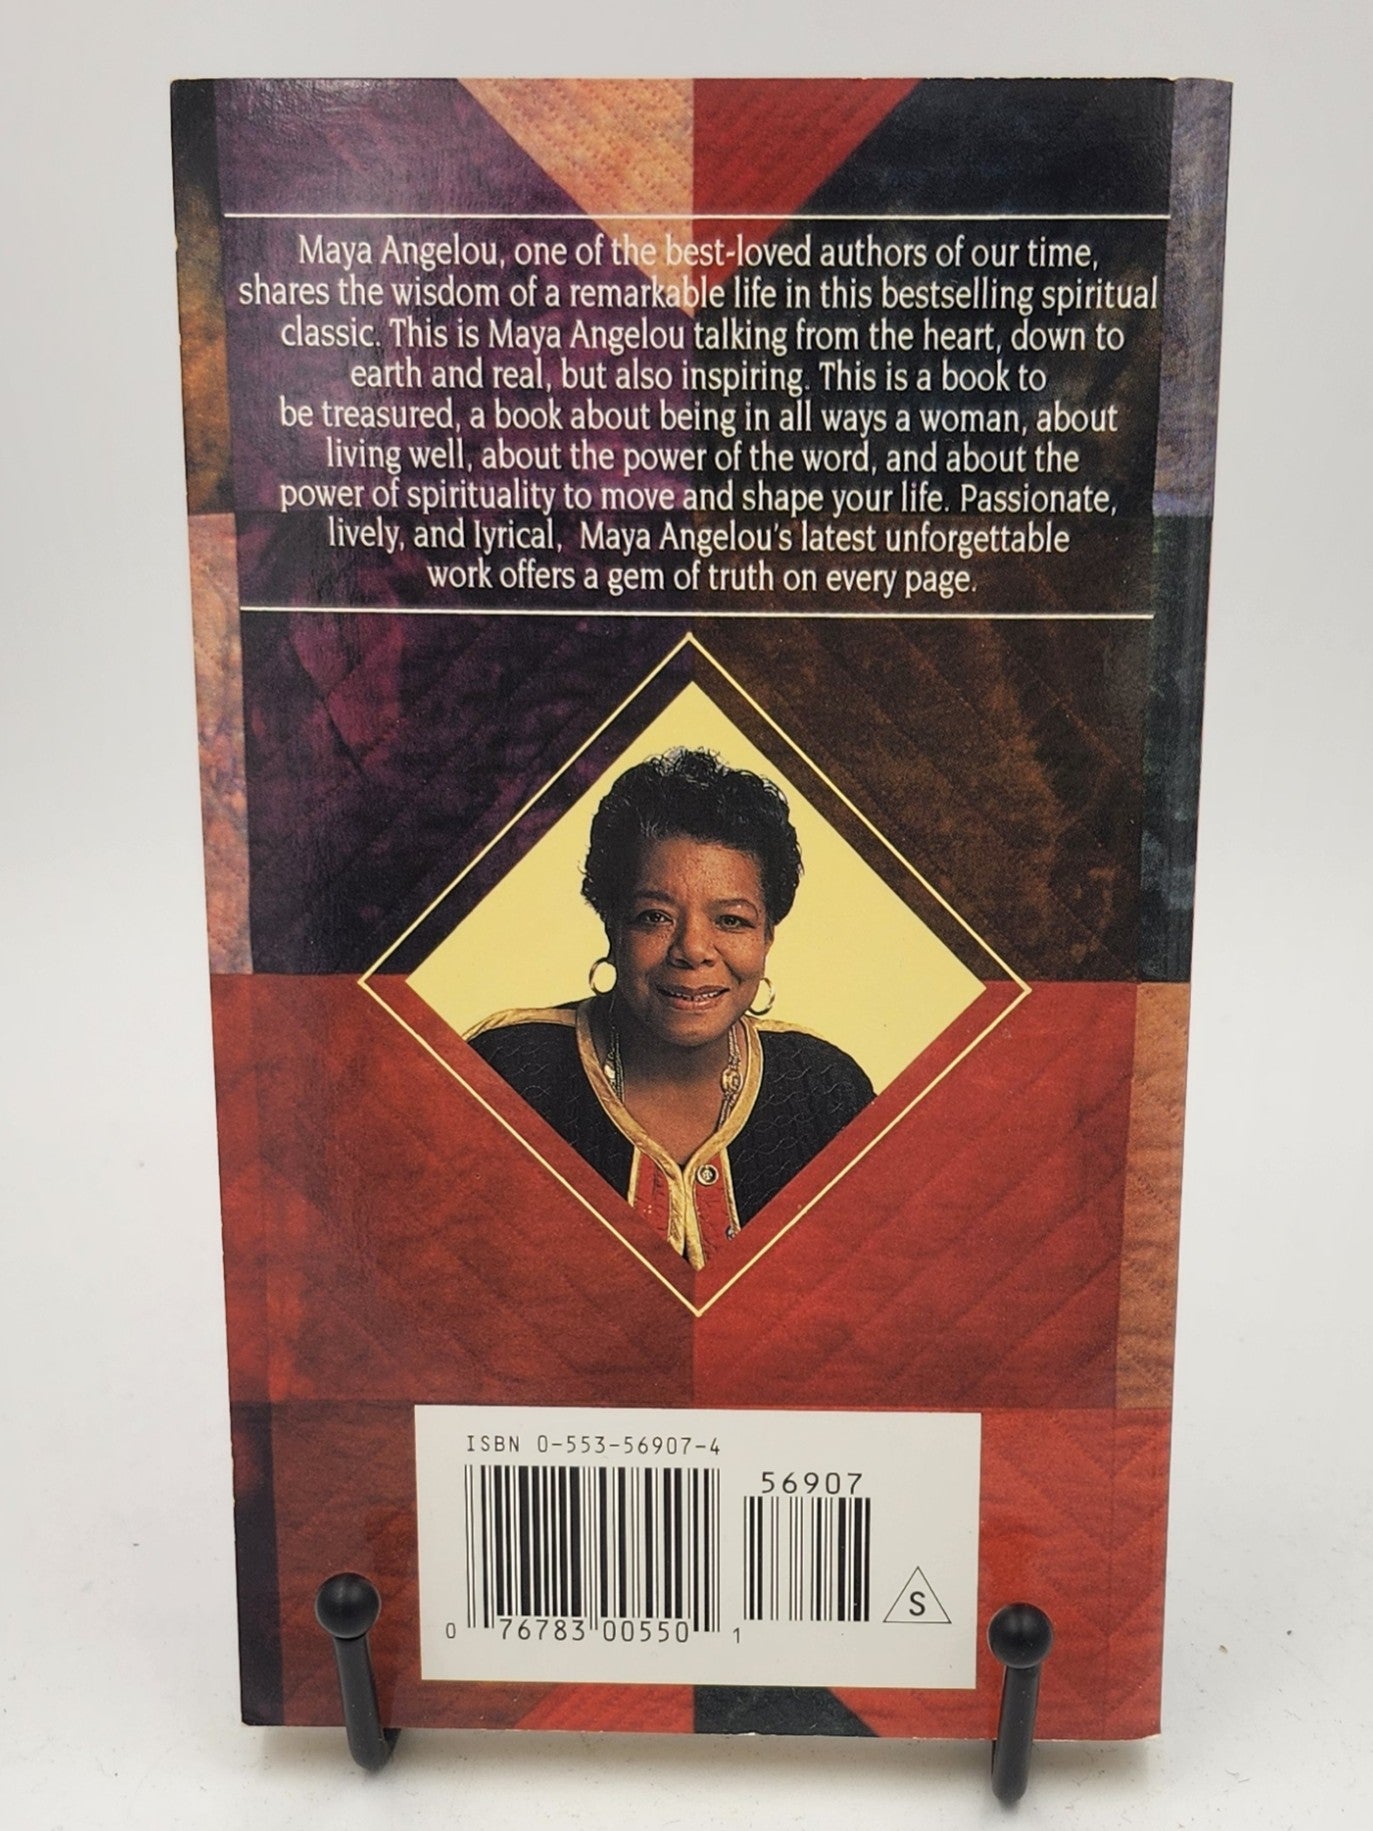 Maya Angelou, one of the best-loved authors of our time,
shares the wisdom of a remarkable life in this bestselling spiritual
classic. This is Maya Angelou talking from the heart, down to
earth and real, but also inspiring. This is a book to
be treasured, a book about being in all ways a woman, about
living well, about the power of the word, and about the
power of spirituality to move and shape your life. Passionate,
lively, and lyrical, Maya Angelou's latest unforgettable
work offers a gem of truth on every page.
ISBN 0-553-56907-4
56907
S
0 76783 00550 1